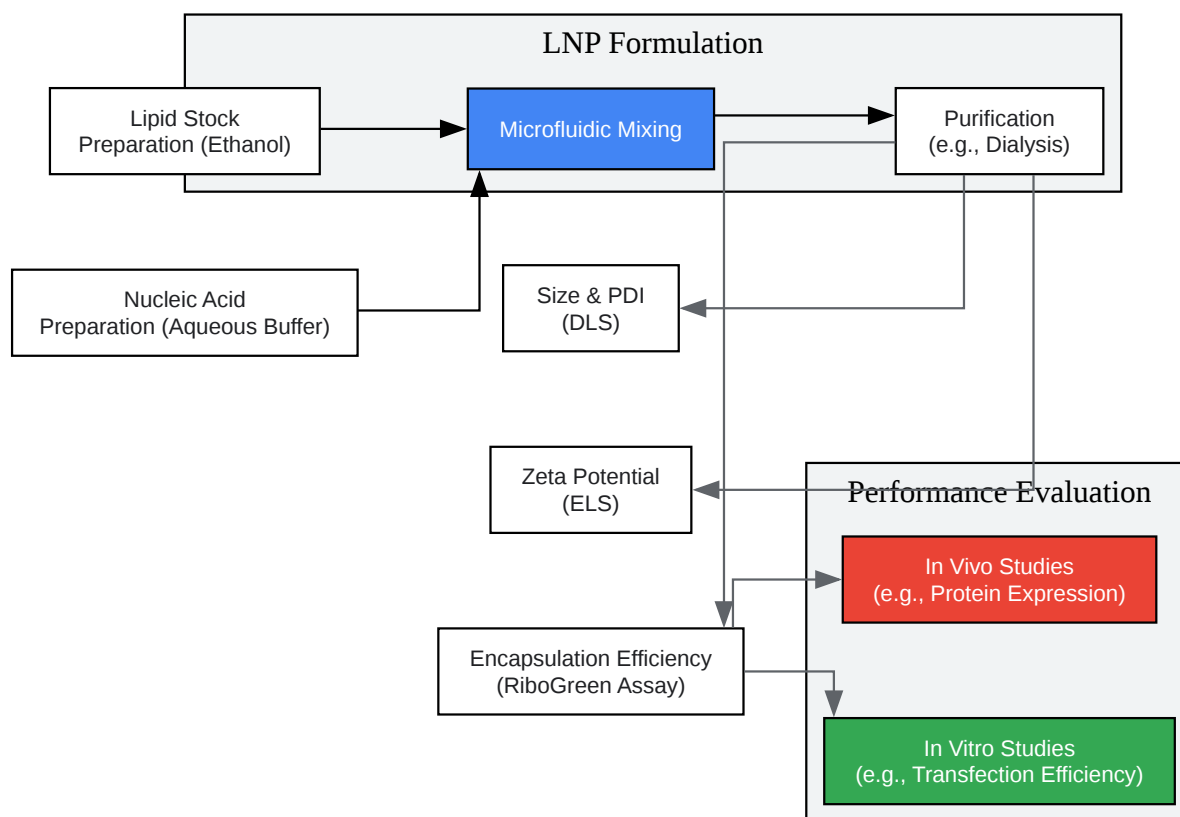 LNP Formulation
Lipid Stock
Preparation (Ethanol)
Microfluidic Mixing
Purification
(e.g., Dialysis)
Nucleic Acid
Preparation (Aqueous Buffer)
Size & PDI
(DLS)
Zeta Potential
(ELS)
Performance Evaluation
In Vivo Studies
(e.g., Protein Expression)
Encapsulation Efficiency
(RiboGreen Assay)
In Vitro Studies
(e.g., Transfection Efficiency)